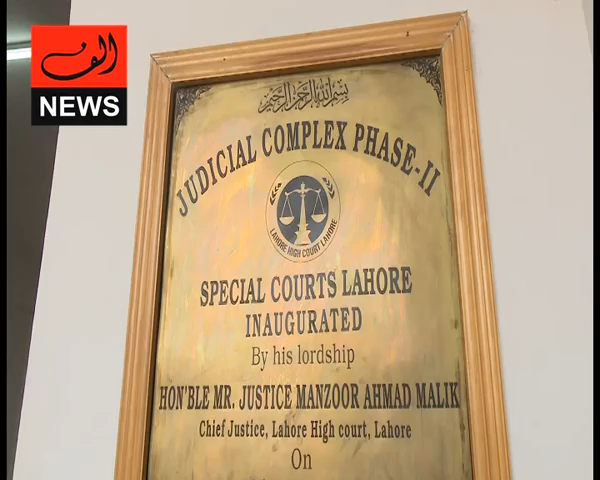 الف
NEWS
بسم الله الرحمن الرحيم
JUDICIAL COMPLEX PHASE-II
LAHORE HIGH COURT LAHORE
SPECIAL COURTS LAHORE
INAUGURATED
By his lordship
HON'BLE MR. JUSTICE MANZOOR AHMAD MALIK
Chief Justice, Lahore High court, Lahore
On